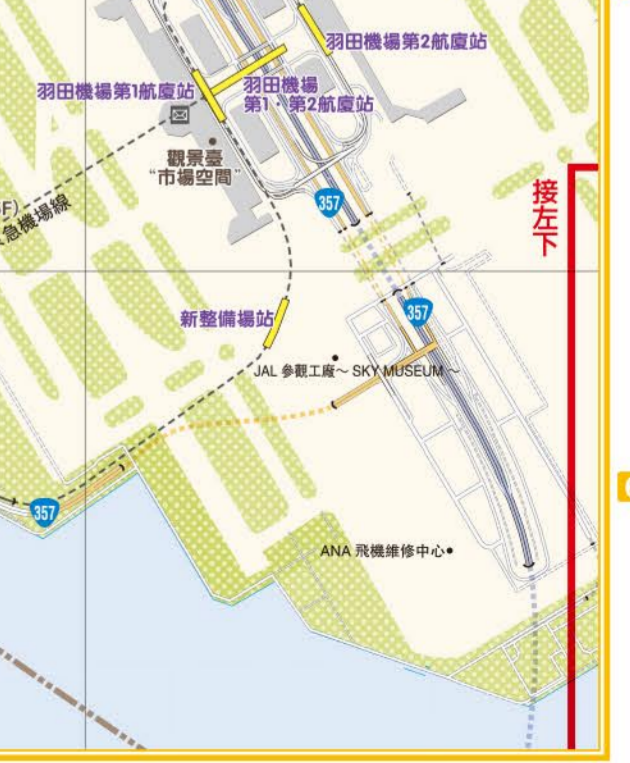 羽田機場第2航廈站
羽田機場第1航廈站
羽田機場
第1・第2航廈站
觀景臺
“市場空間”
357
接左下
急機場線
新整備場站
357
JAL 參觀工廠～ SKY MUSEUM ～
357
ANA 飛機維修中心